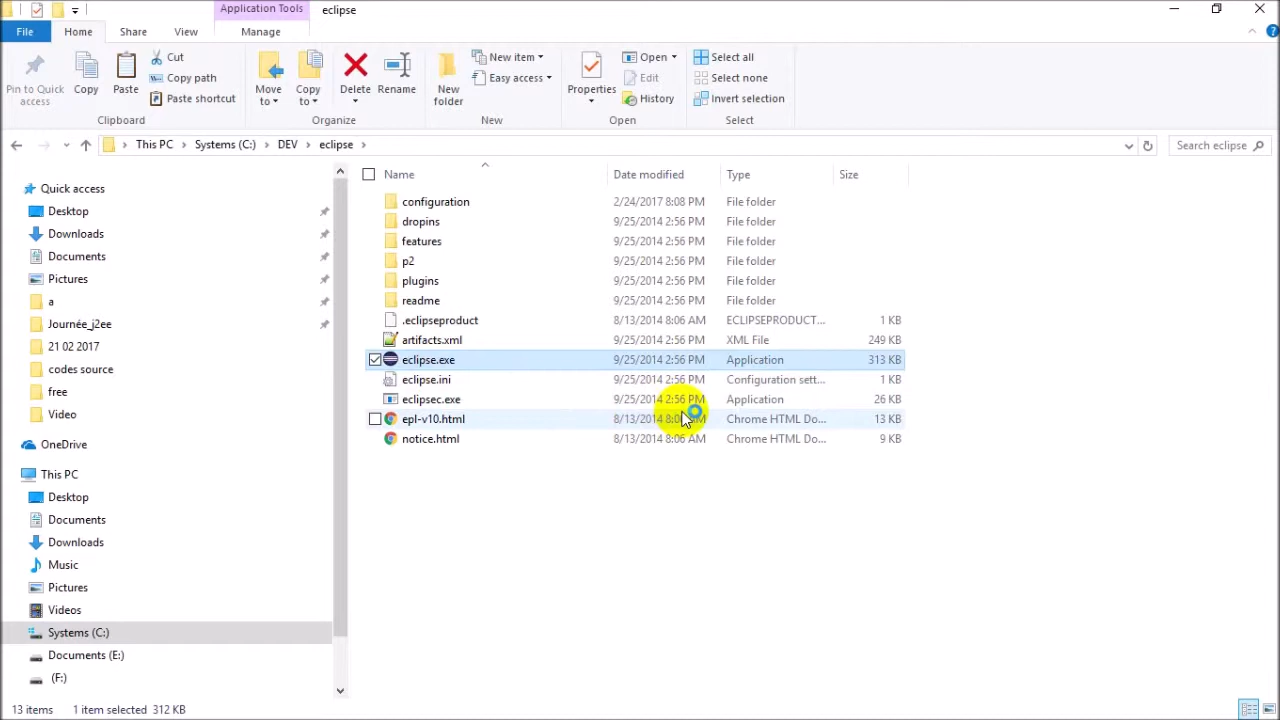 Application Tools eclipse
File Home Share View Manage
Pin to Quick access
Copy
Paste
Cut
Copy path
Paste shortcut
Clipboard
Move to
Copy to
Delete
Rename
Organize
New folder
New item
Easy access
New
Properties
Open
Edit
History
Open
Select all
Select none
Invert selection
Select
This PC Systems (C:) DEV eclipse
Search eclipse
Quick access
Desktop
Downloads
Documents
Pictures
a
Journée_j2ee
21 02 2017
codes source
free
Video
OneDrive
This PC
Desktop
Documents
Downloads
Music
Pictures
Videos
Systems (C:)
Documents (E:)
(F:)
Name Date modified Type Size
configuration 2/24/2017 8:08 PM File folder
dropins 9/25/2014 2:56 PM File folder
features 9/25/2014 2:56 PM File folder
p2 9/25/2014 2:56 PM File folder
plugins 9/25/2014 2:56 PM File folder
readme 9/25/2014 2:56 PM File folder
.eclipseproduct 8/13/2014 8:06 AM ECLIPSEPRODUCT... 1 KB
artifacts.xml 9/25/2014 2:56 PM XML File 249 KB
eclipse.exe 9/25/2014 2:56 PM Application 313 KB
eclipse.ini 9/25/2014 2:56 PM Configuration sett... 1 KB
eclipsec.exe 9/25/2014 2:56 PM Application 26 KB
epl-v10.html 8/13/2014 Chrome HTML Do... 13 KB
notice.html 8/13/2014 8:06 AM Chrome HTML Do... 9 KB
13 items 1 item selected 312 KB